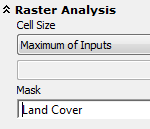 Raster Analysis
Cell Size
Maximum of Inputs
Mask
Land Cover